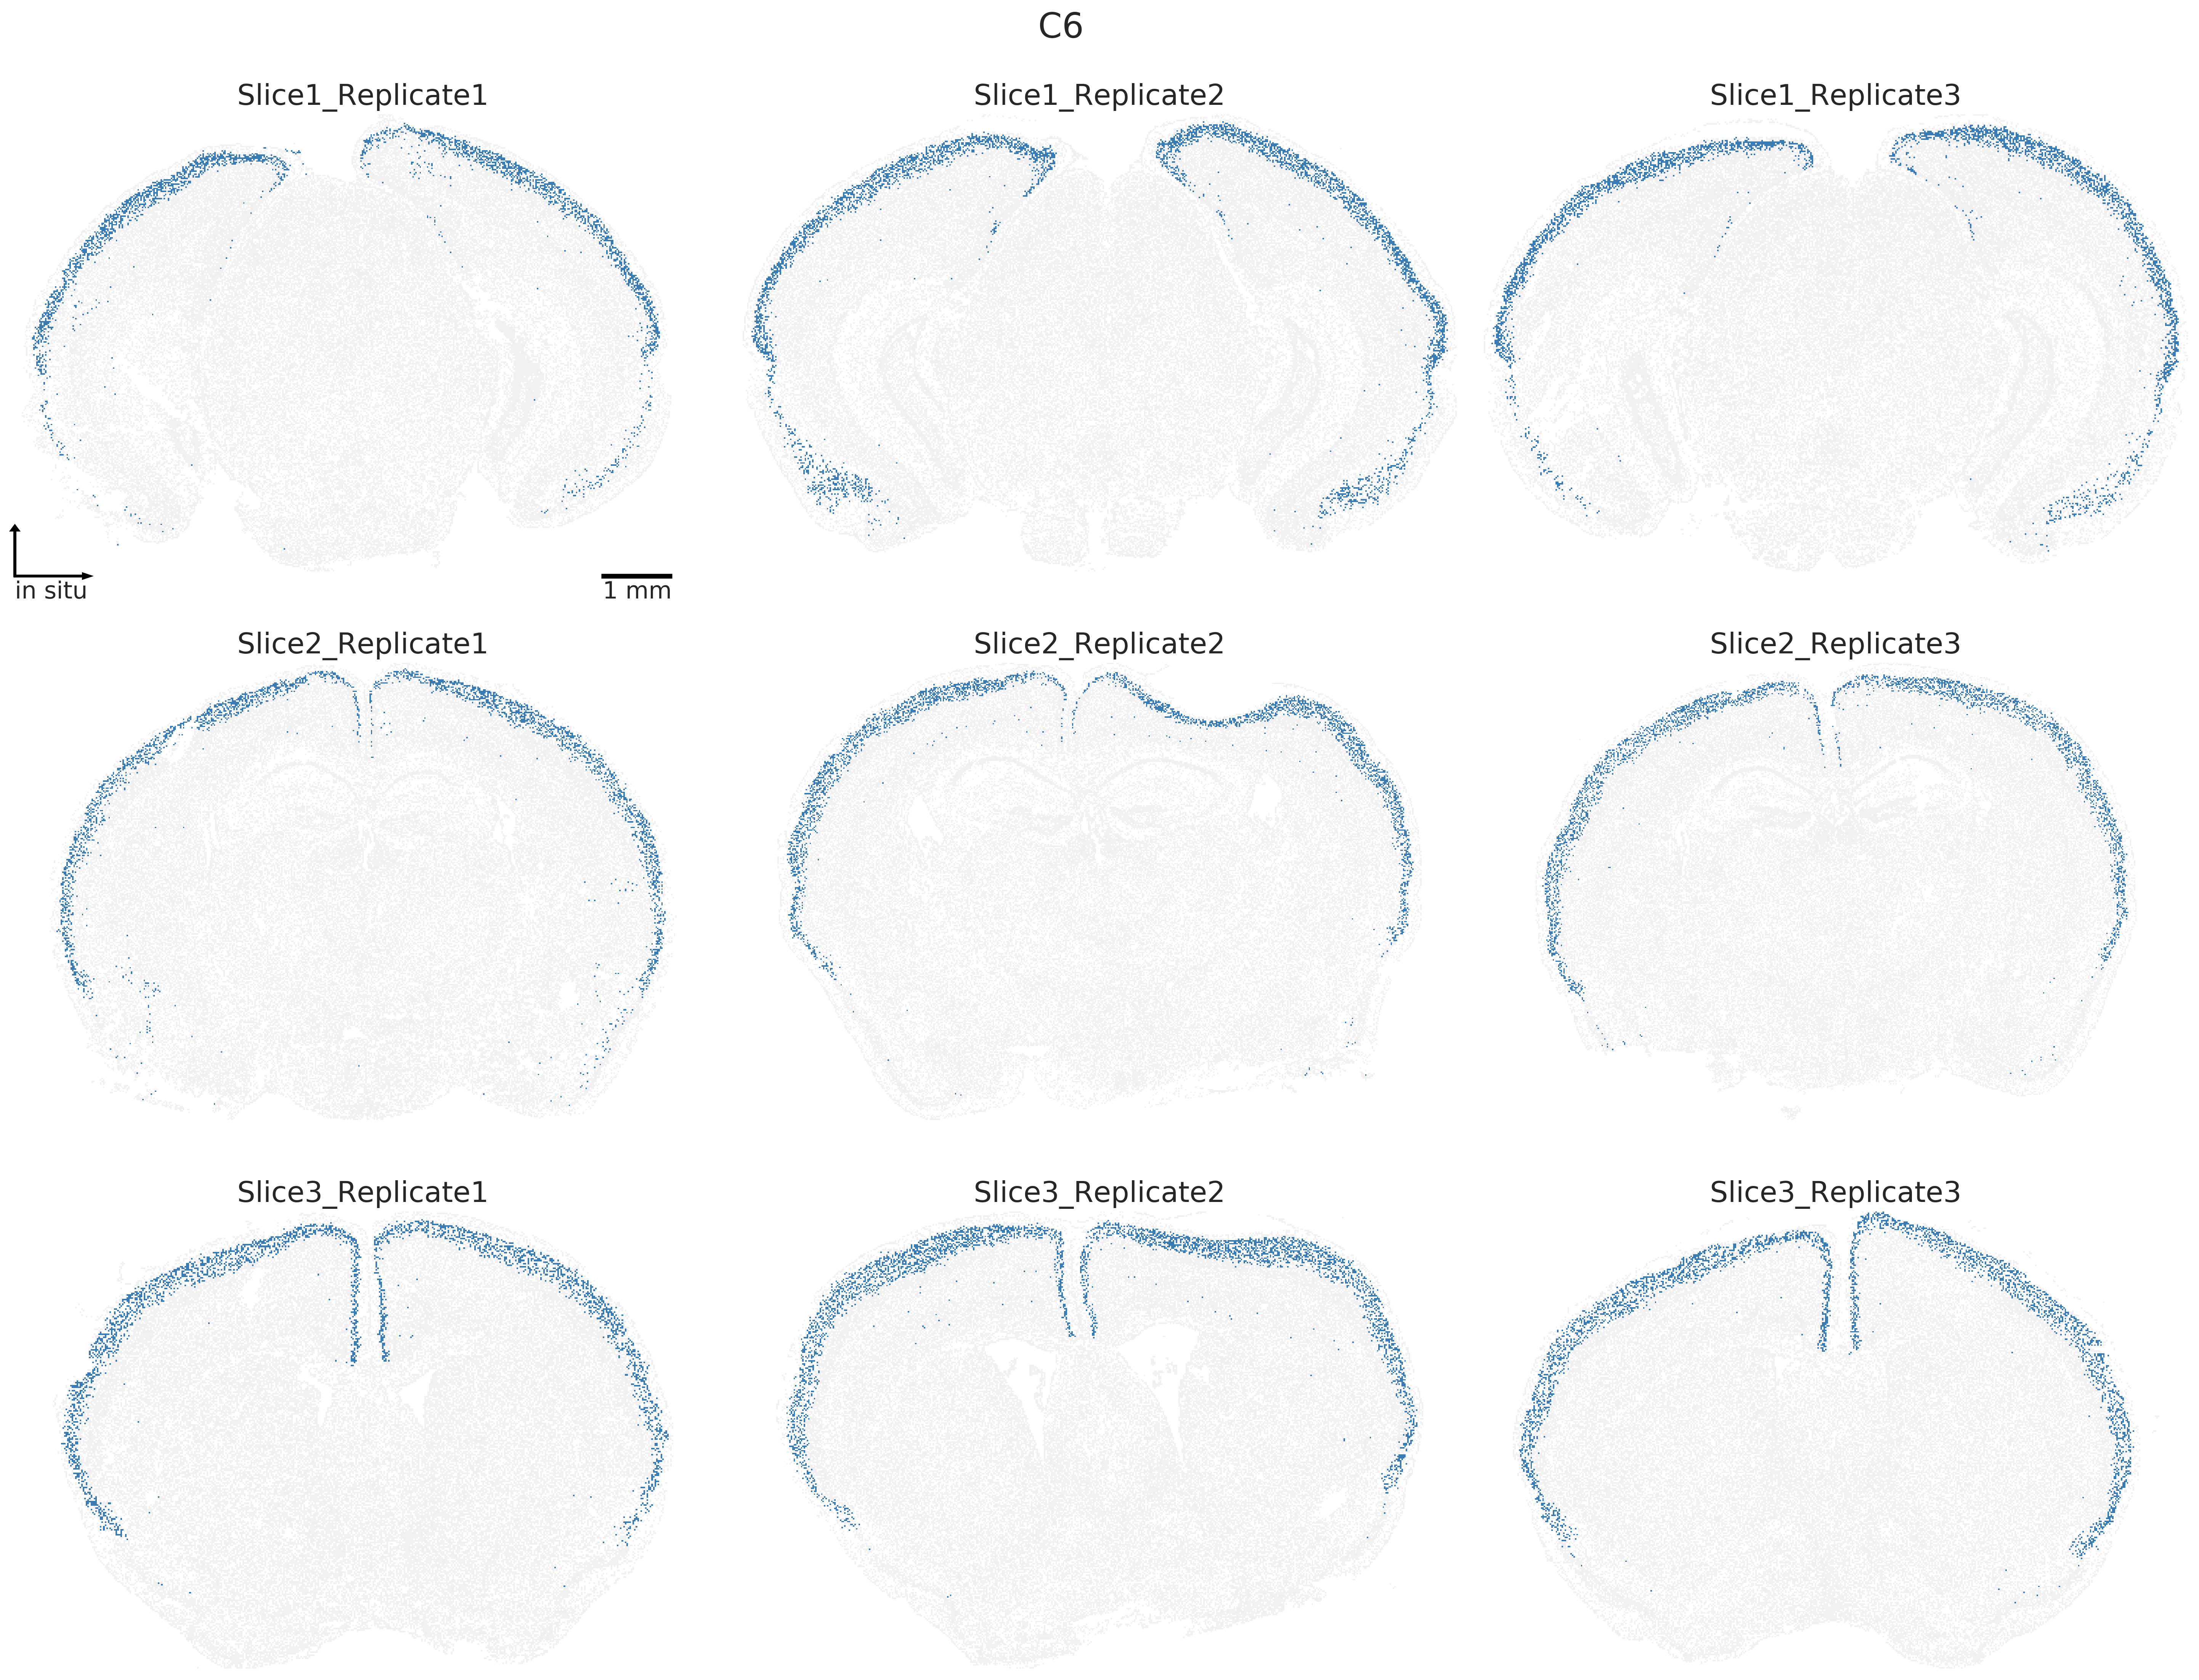 C6
Slice1_Replicate1
Slice1_Replicate2
Slice1_Replicate3
in situ
1 mm
Slice2_Replicate1
Slice2_Replicate2
Slice2_Replicate3
Slice3_Replicate1
Slice3_Replicate2
Slice3_Replicate3